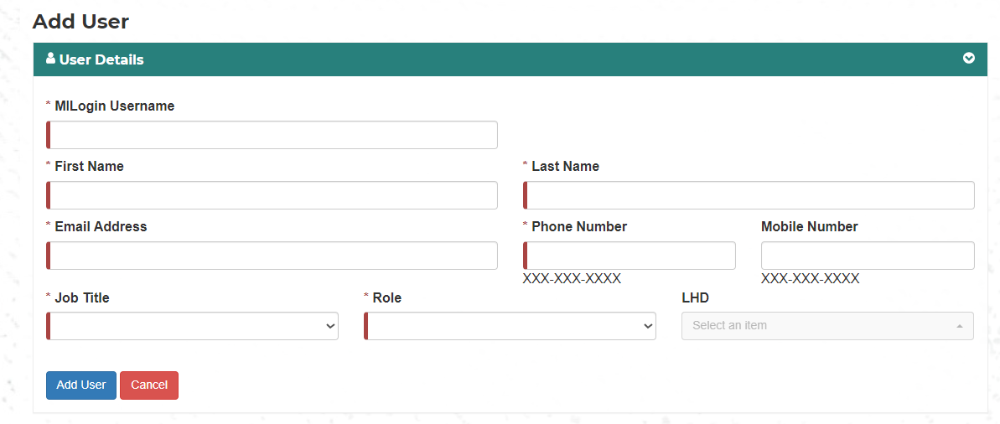 Add User
User Details
* MILogin Username
* First Name * Last Name
* Email Address * Phone Number Mobile Number
XXX-XXX-XXXX XXX-XXX-XXXX
* Job Title * Role LHD
Select an item
Add User Cancel